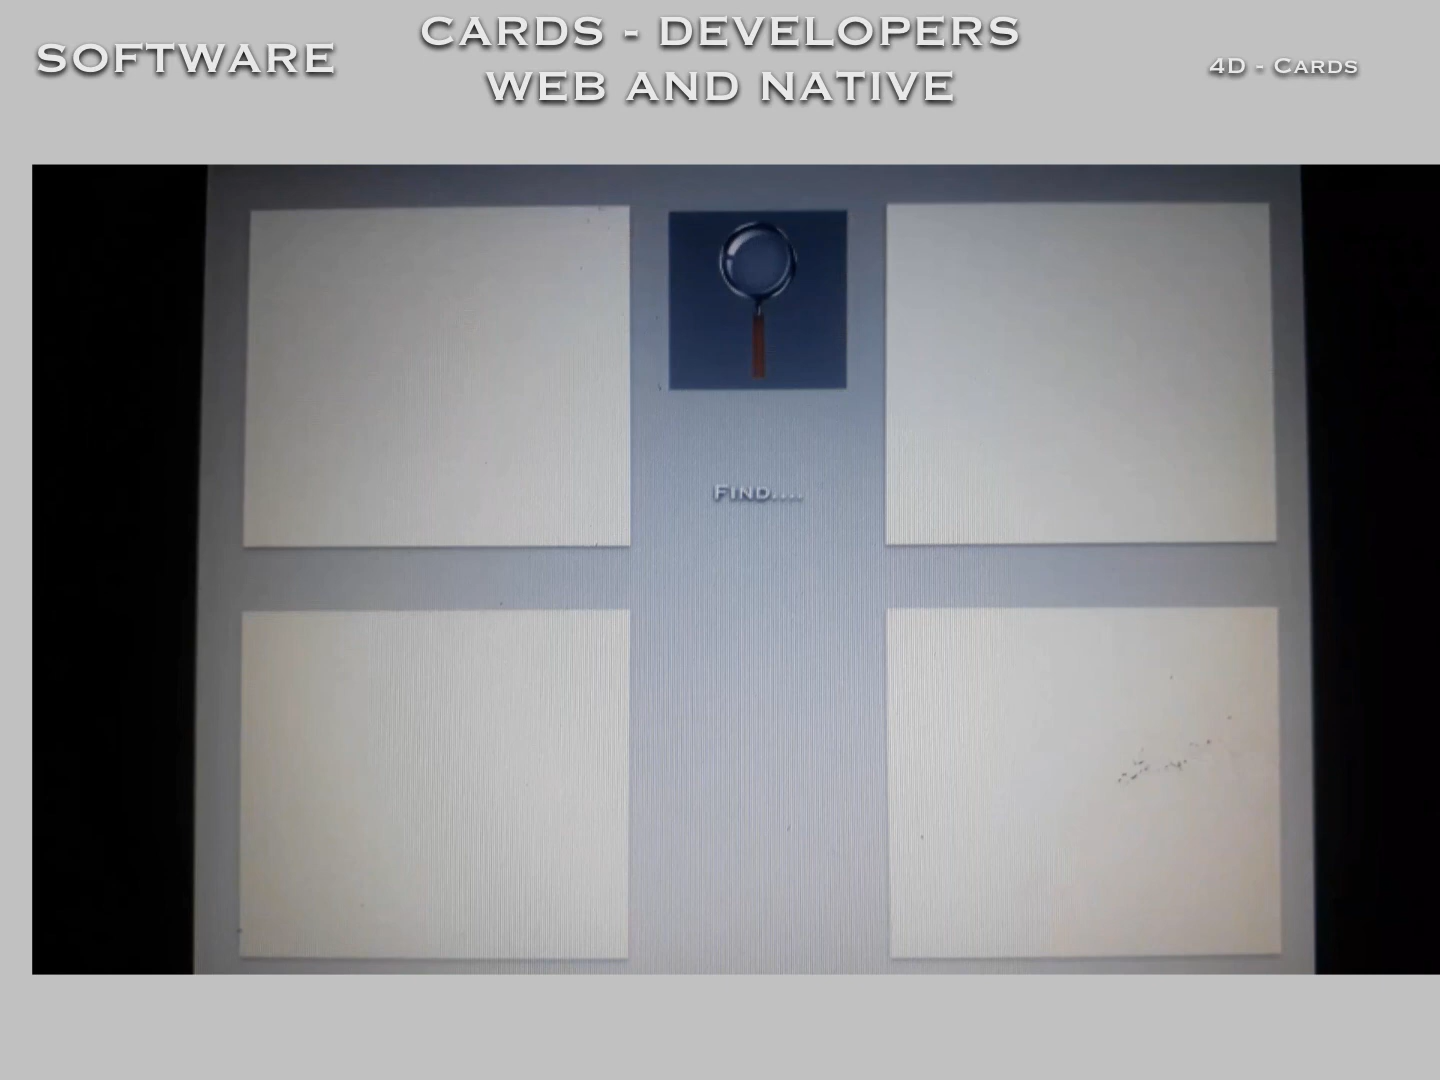 SOFTWARE
CARDS - DEVELOPERS
WEB AND NATIVE
4D - Cards
Find....